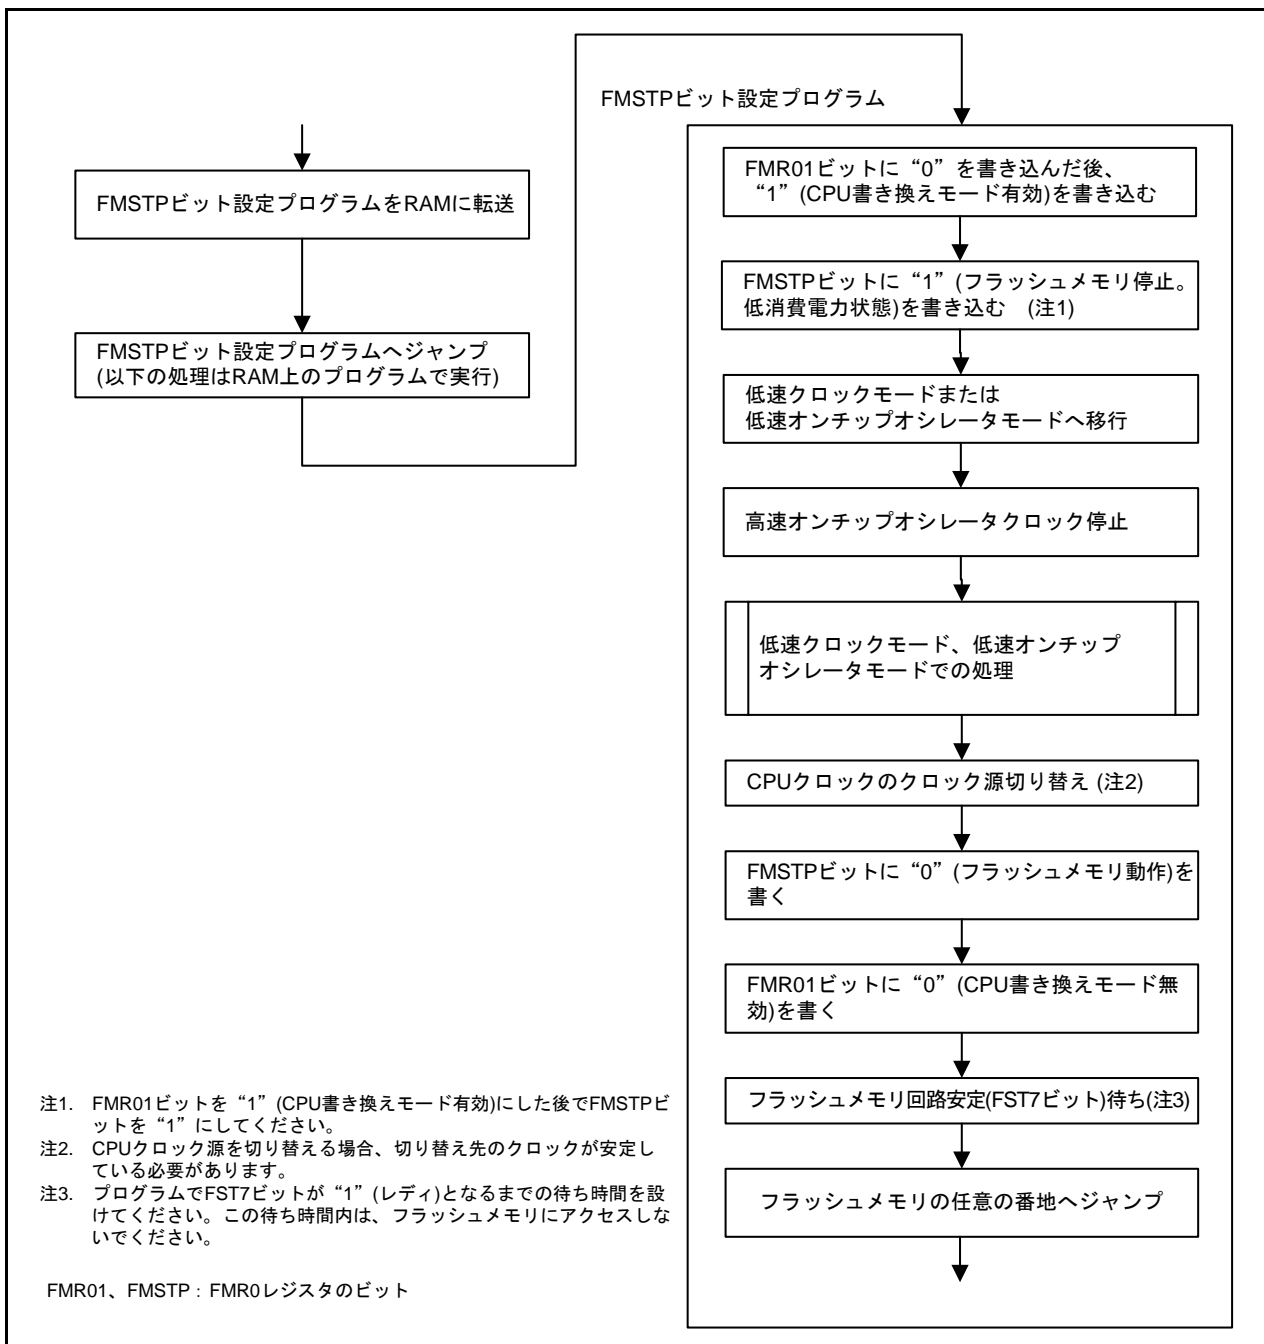 FMSTPビット設定プログラムをRAMに転送
FMSTPビット設定プログラムへジャンプ
(以下の処理はRAM上のプログラムで実行)
FMSTPビット設定プログラム
FMR01ビットに“0”を書き込んだ後、
“1”(CPU書き換えモード有効)を書き込む
FMSTPビットに“1”(フラッシュメモリ停止。
低消費電力状態)を書き込む (注1)
低速クロックモードまたは
低速オンチップオシレータモードへ移行
高速オンチップオシレータクロック停止
低速クロックモード、低速オンチップ
オシレータモードでの処理
CPUクロックのクロック源切り替え (注2)
FMSTPビットに“0”(フラッシュメモリ動作)を
書く
FMR01ビットに“0”(CPU書き換えモード無
効)を書く
フラッシュメモリ回路安定(FST7ビット)待ち(注3)
フラッシュメモリの任意の番地へジャンプ
注1. FMR01ビットを“1”(CPU書き換えモード有効)にした後でFMSTPビ
ットを“1”にしてください。
注2. CPUクロック源を切り替える場合、切り替え先のクロックが安定し
ている必要があります。
注3. プログラムでFST7ビットが“1”(レディ)となるまでの待ち時間を設
けてください。この待ち時間内は、フラッシュメモリにアクセスしな
いでください。
FMR01、FMSTP : FMR0レジスタのビット